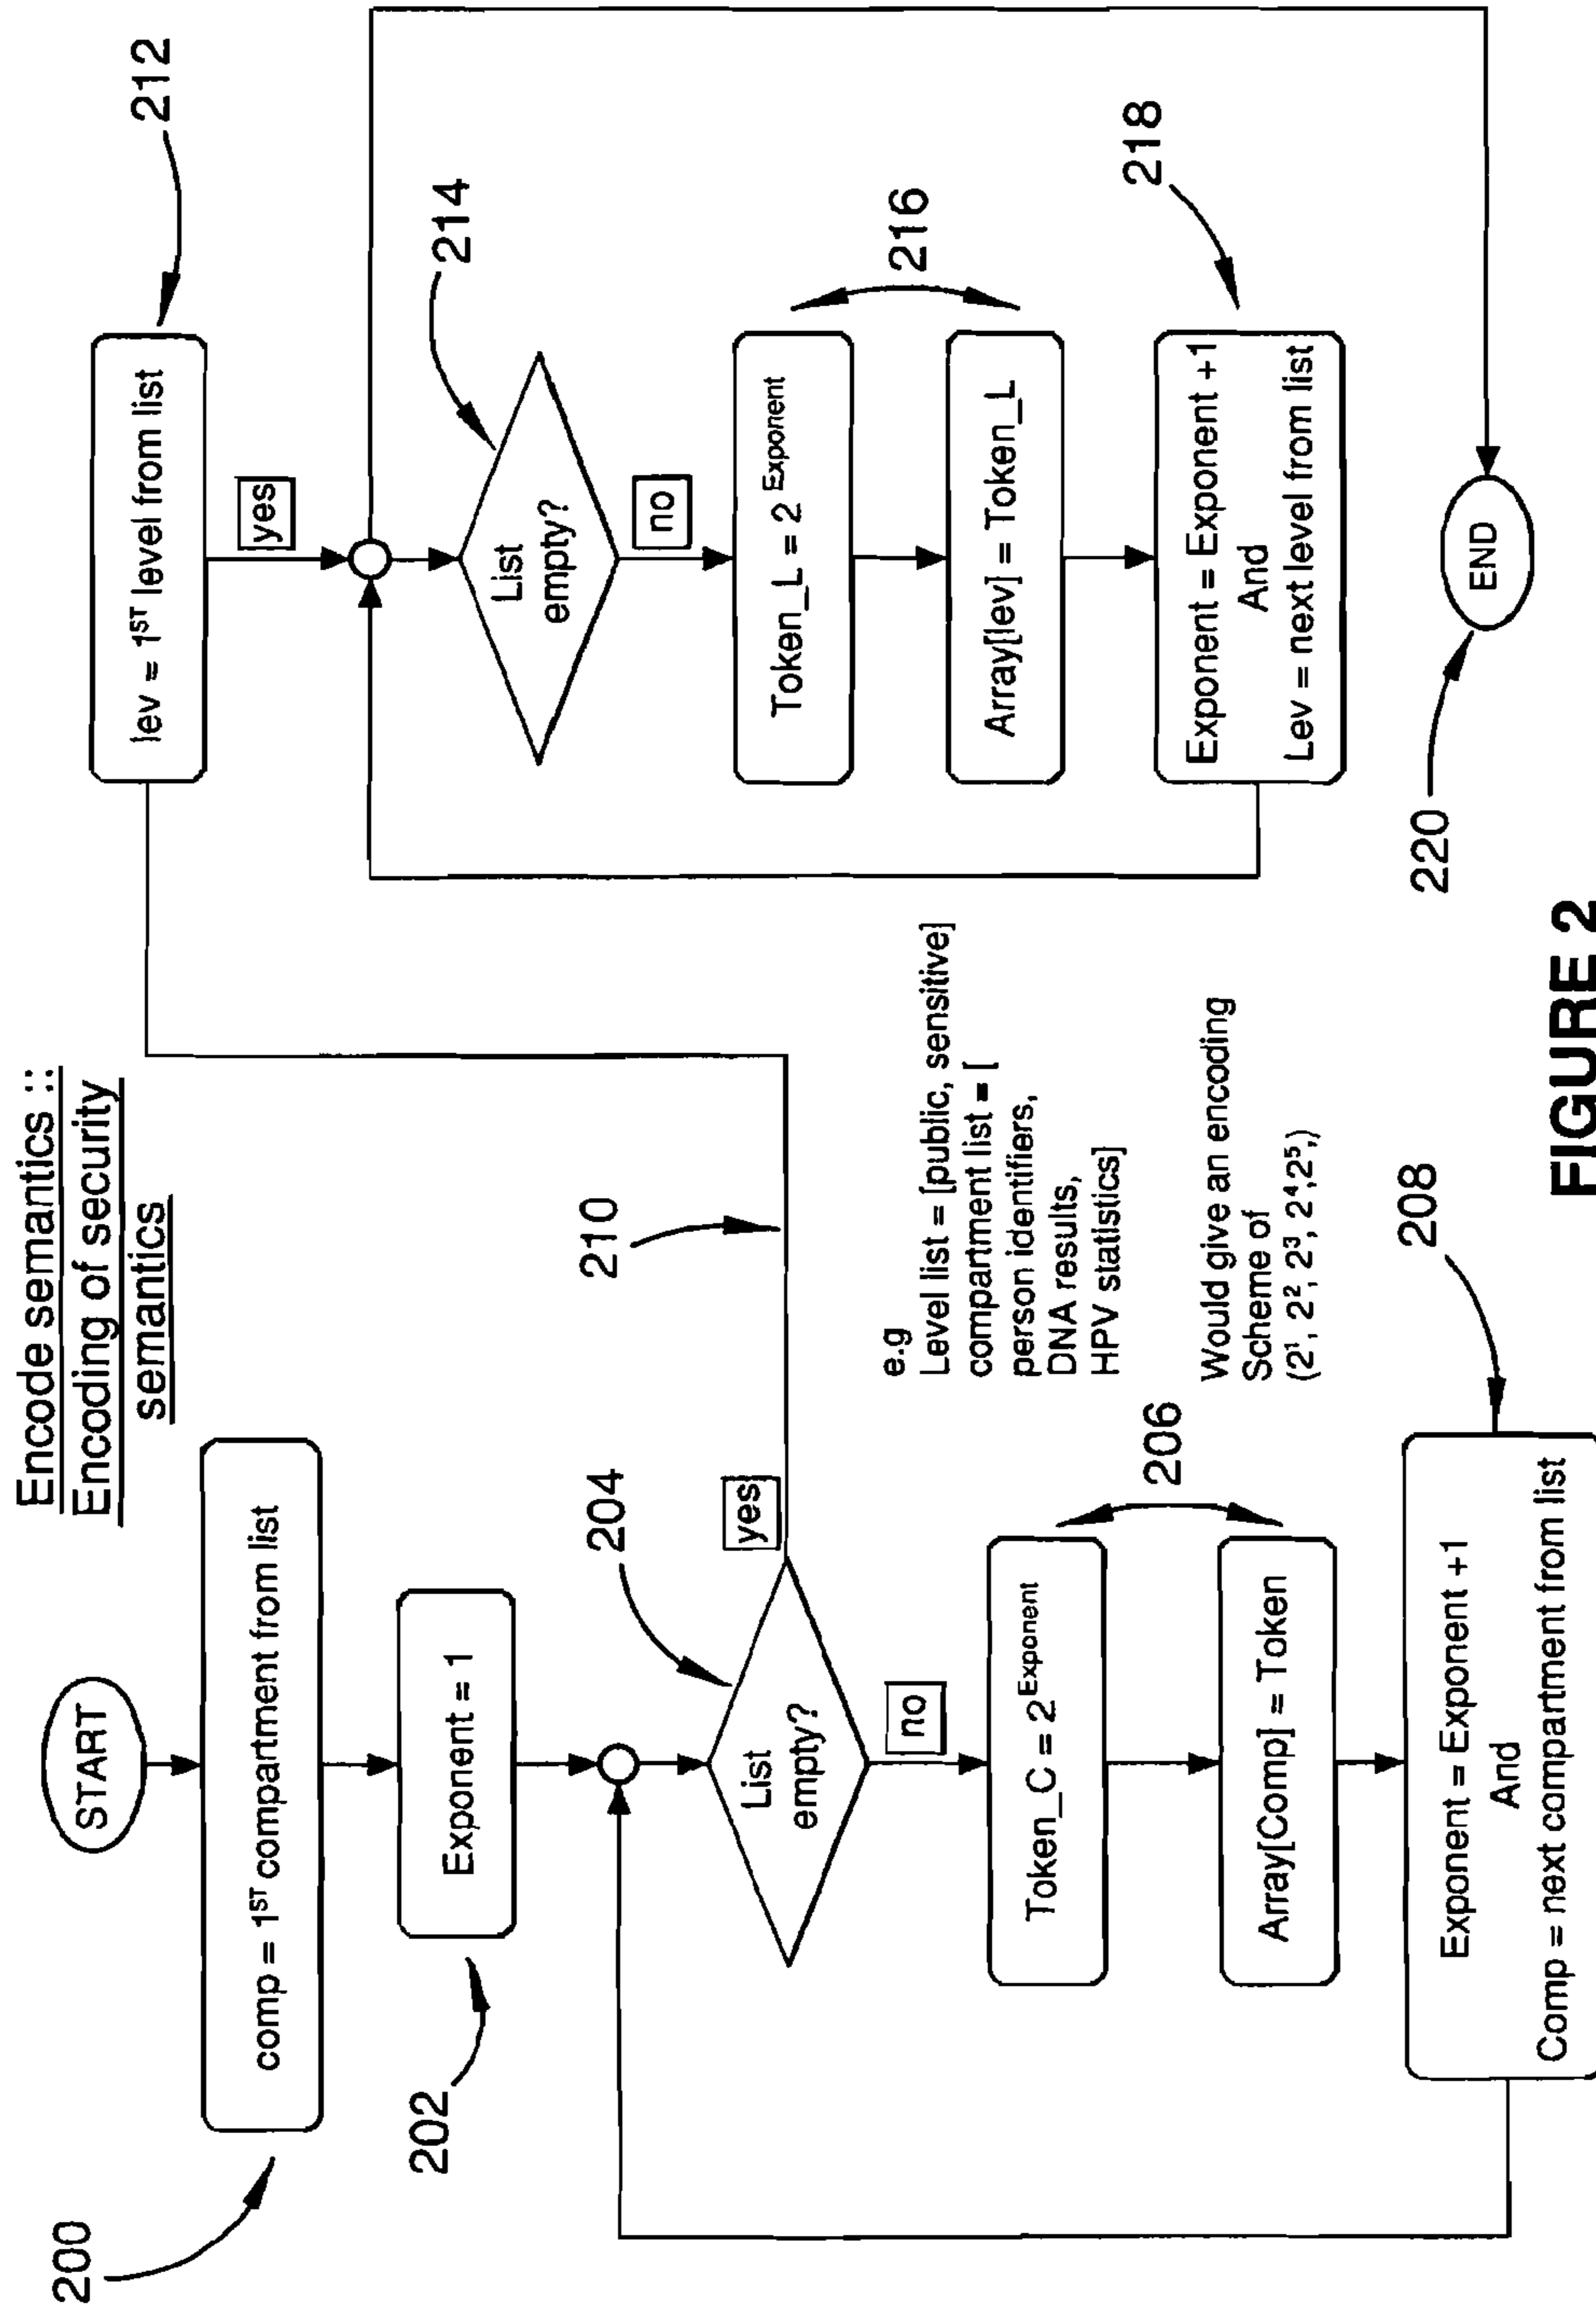 Encode semantics ::
Encoding of security
semantics
START
200
comp = 1ST compartment from list
202
Exponent = 1
204
List
empty?
yes
no
206
Token_C = 2 Exponent
Array[Comp] = Token
208
Exponent = Exponent +1
And
Comp = next compartment from list
210
e.g
Level list = [public, sensitive]
compartment list = [
person identifiers,
DNA results,
HPV statistics]
Would give an encoding
Scheme of
(2¹, 2², 2³, 2⁴,2⁵,)
212
lev = 1ST level from list
yes
214
List
empty?
no
216
Token_L = 2 Exponent
Array[lev] = Token_L
218
Exponent = Exponent +1
And
Lev = next level from list
220
END
FIGURE 2